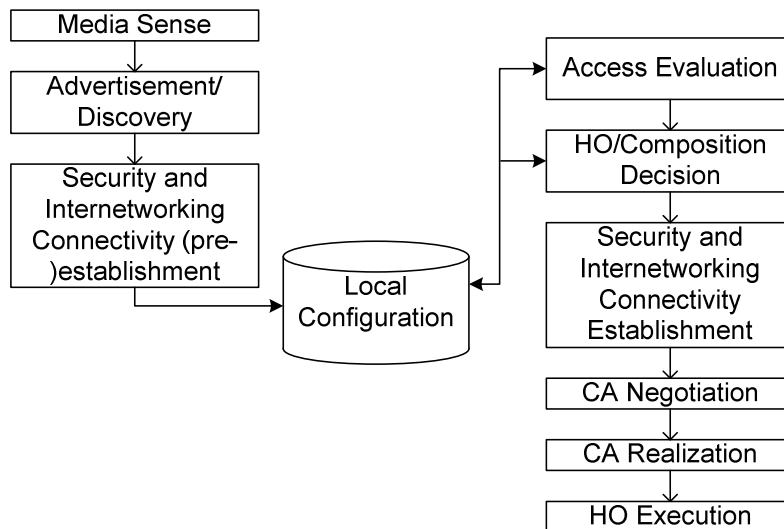 Media Sense
Advertisement/
Discovery
Security and
Internetworking
Connectivity (pre-
)establishment
Local
Configuration
Access Evaluation
HO/Composition
Decision
Security and
Internetworking
Connectivity
Establishment
CA Negotiation
CA Realization
HO Execution